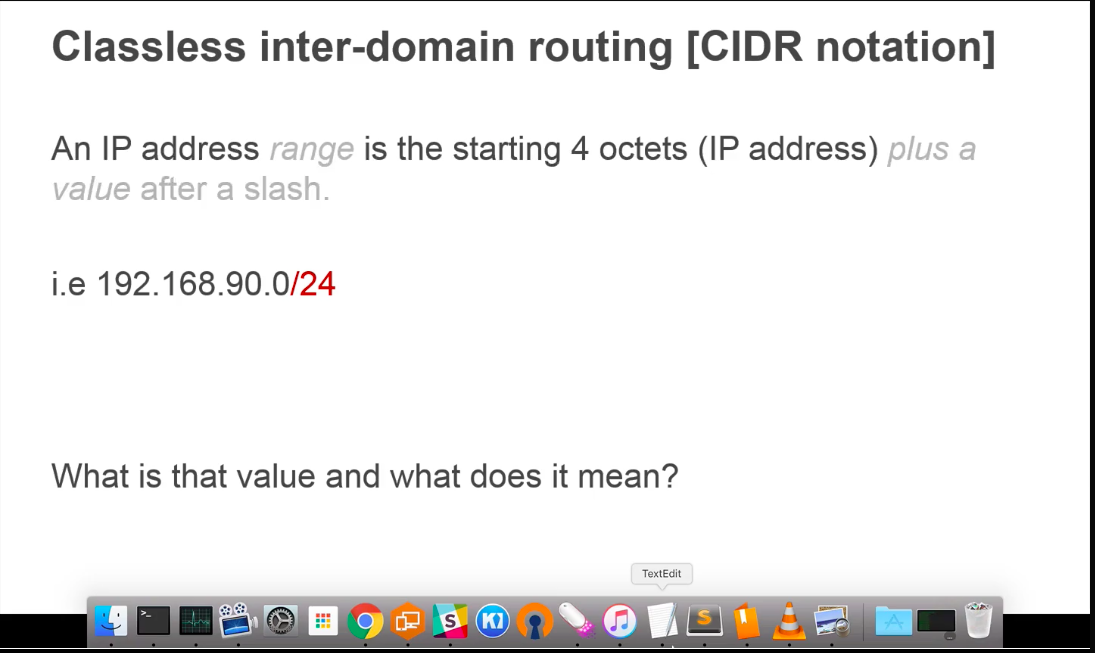 Classless inter-domain routing [CIDR notation]
An IP address range is the starting 4 octets (IP address) plus a
value after a slash.
i.e 192.168.90.0/24
What is that value and what does it mean?
TextEdit
>_
S
K1
S